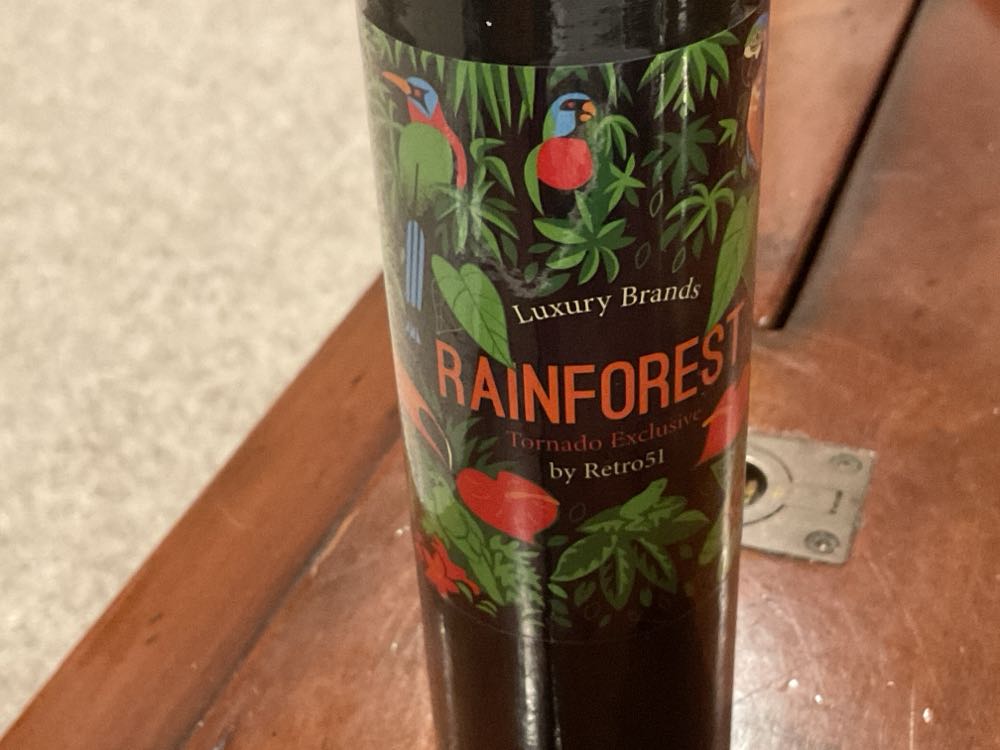 Luxury Brands
RAINFOREST
Tornado Exclusive
by Retro51